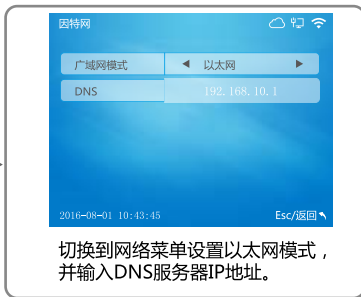 因特网
广域网模式 ◀ 以太网 ▶
DNS 192.168.10.1
2016-08-01 10:43:45 Esc/返回
切换到网络菜单设置以太网模式，
并输入DNS服务器IP地址。